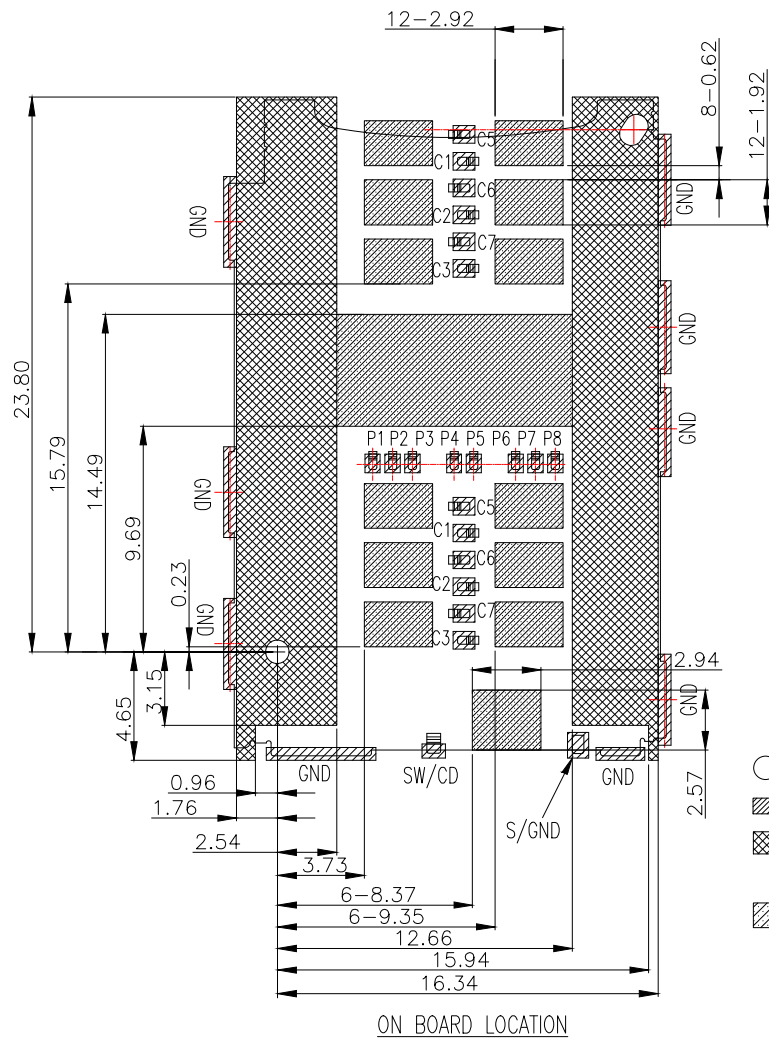 12-2.92
8-0.62
12-1.92
C5
C1
C6
C2
C7
C3
GND
GND
GND
GND
23.80
15.79
14.49
9.69
0.23
P1 P2 P3 P4 P5 P6 P7 P8
GND
C5
C1
C6
C2
C7
C3
GND
4.65
3.15
2.94
GND
2.57
GND
SW/CD
GND
S/GND
0.96
1.76
2.54
3.73
6-8.37
6-9.35
12.66
15.94
16.34
ON BOARD LOCATION